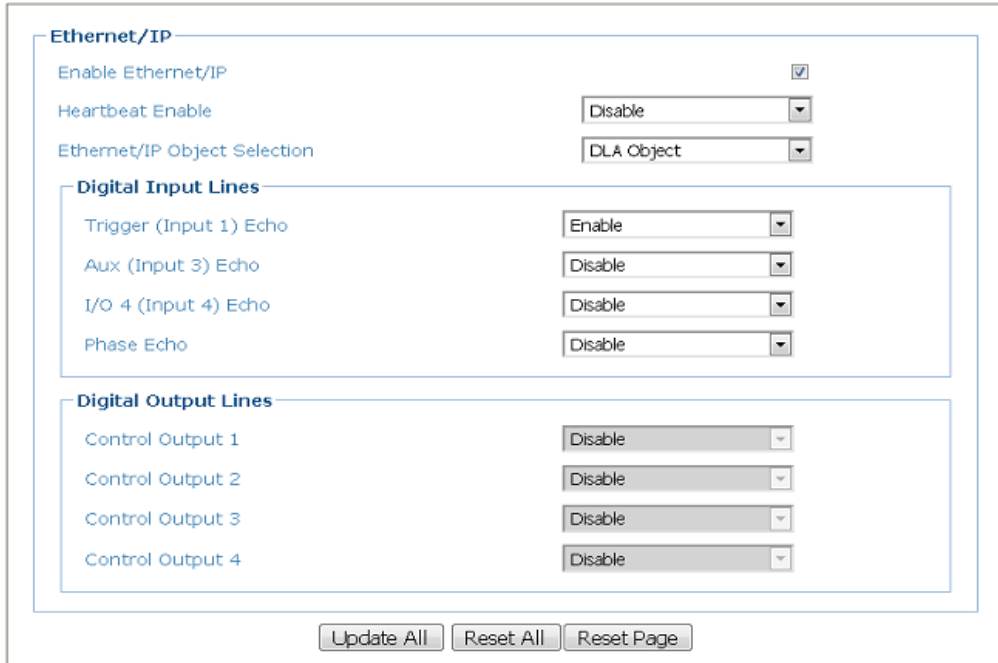 Ethernet/IP
Enable Ethernet/IP
Heartbeat Enable Disable
Ethernet/IP Object Selection DLA Object
Digital Input Lines
Trigger (Input 1) Echo Enable
Aux (Input 3) Echo Disable
I/O 4 (Input 4) Echo Disable
Phase Echo Disable
Digital Output Lines
Control Output 1 Disable
Control Output 2 Disable
Control Output 3 Disable
Control Output 4 Disable
Update All Reset All Reset Page